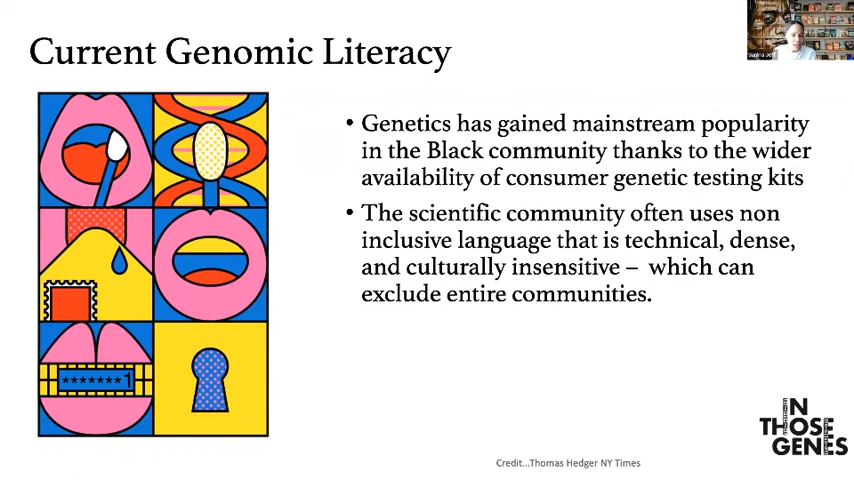 Current Genomic Literacy
• Genetics has gained mainstream popularity
in the Black community thanks to the wider
availability of consumer genetic testing kits
• The scientific community often uses non
inclusive language that is technical, dense,
and culturally insensitive – which can
exclude entire communities.
*******1
IN
THOSE
GENES
Credit...Thomas Hedger NY Times